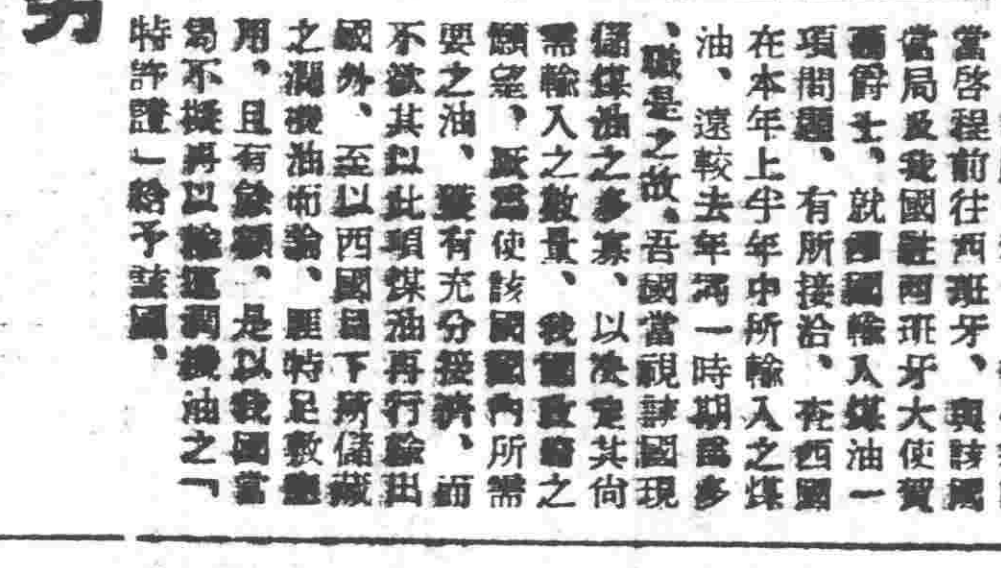 當啓程前往西班牙、與該國
當局及我國駐西班牙大使賀
爾爵士、就西國輸入煤油一
項問題、有所接洽、查西國
在本年上半年中所輸入之煤
油、遠較去年同一時期爲多
、職是之故、吾國當視該國現
儲煤油之多寡、以決定其尙
需輸入之數量、我國政府之
願望、厥爲使該國國內所需
要之油、雖有充分接濟、而
不欲其以此項煤油再行輸出
國外、至以西國目下所儲藏
之潤機油而論、匪特足敷應
用、且有餘額、是以我國當
局不擬再以輸運潤機油之「
特許證」給予該國、